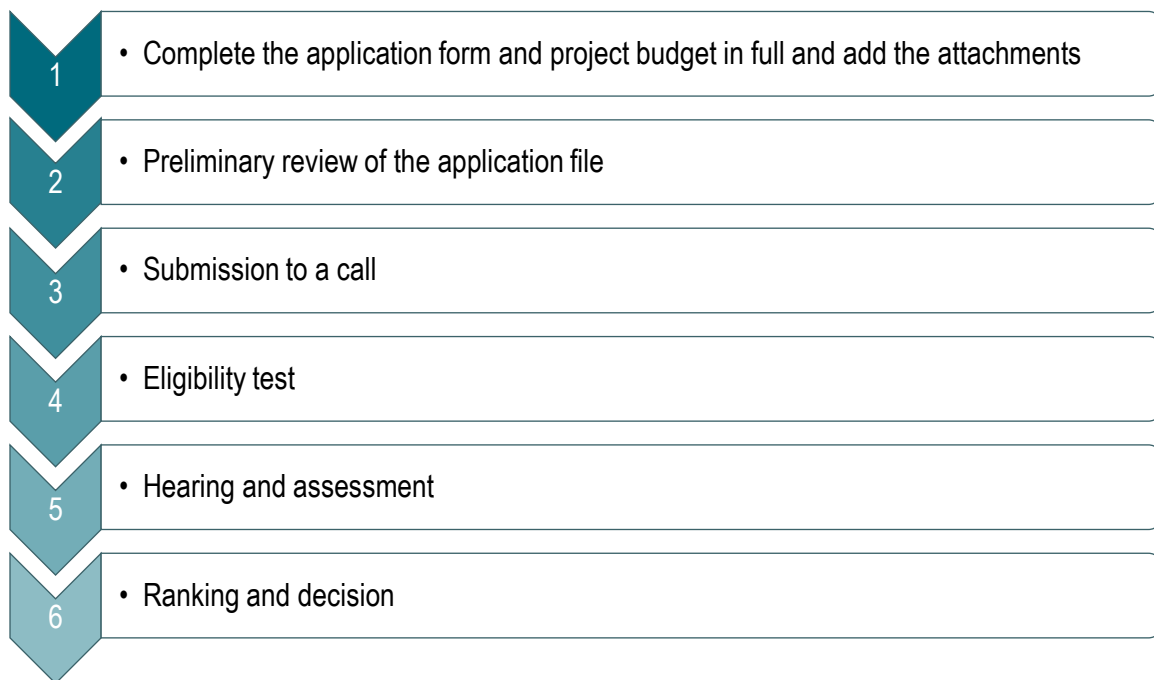 1
• Complete the application form and project budget in full and add the attachments
2
• Preliminary review of the application file
3
• Submission to a call
4
• Eligibility test
5
• Hearing and assessment
6
• Ranking and decision